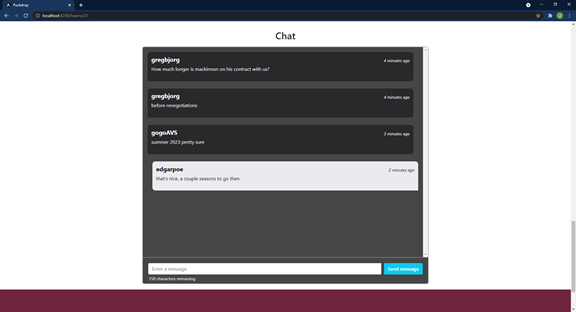 Puckdrop
localhost:4200/teams/21
Chat
gregbjorg
4 minutes ago
How much longer is mackinnon on his contract with us?
gregbjorg
4 minutes ago
before renegotiations
gogoAVS
3 minutes ago
summer 2023 pretty sure
edgarpoe
2 minutes ago
that's nice, a couple seasons to go then
Enter a message
Send message
150 characters remaining